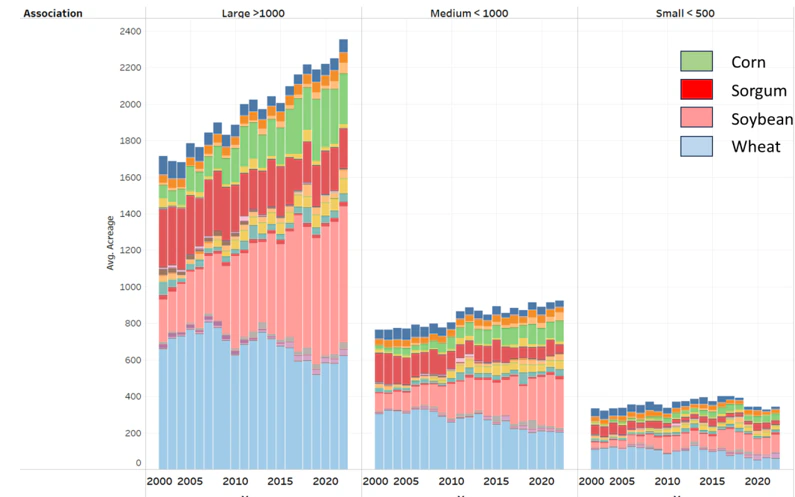 Association
Large >1000
Medium < 1000
Small < 500
Avg. Acreage
2400
2200
2000
1800
1600
1400
1200
1000
800
600
400
200
0
Corn
Sorgum
Soybean
Wheat
2000 2005 2010 2015 2020
2000 2005 2010 2015 2020
2000 2005 2010 2015 2020